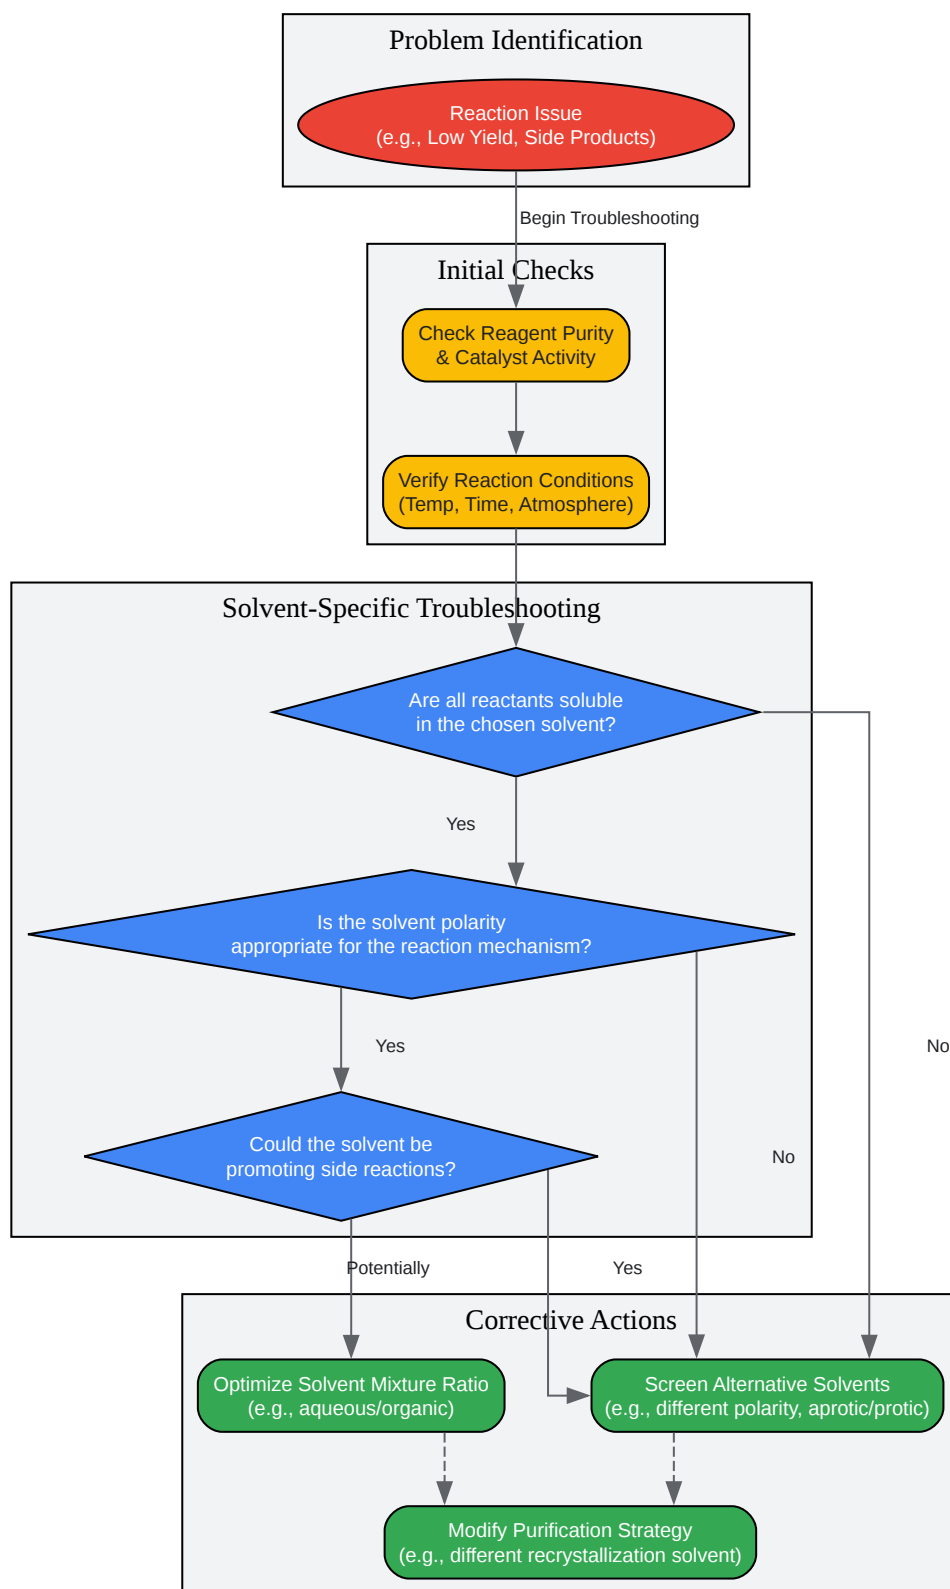 Problem Identification
Reaction Issue
(e.g., Low Yield, Side Products)
Begin Troubleshooting
Initial Checks
Check Reagent Purity
& Catalyst Activity
Verify Reaction Conditions
(Temp, Time, Atmosphere)
Solvent-Specific Troubleshooting
Are all reactants soluble
in the chosen solvent?
Yes
Is the solvent polarity
appropriate for the reaction mechanism?
Yes
No
Could the solvent be
promoting side reactions?
No
Potentially
Yes
Corrective Actions
Optimize Solvent Mixture Ratio
(e.g., aqueous/organic)
Screen Alternative Solvents
(e.g., different polarity, aprotic/protic)
Modify Purification Strategy
(e.g., different recrystallization solvent)